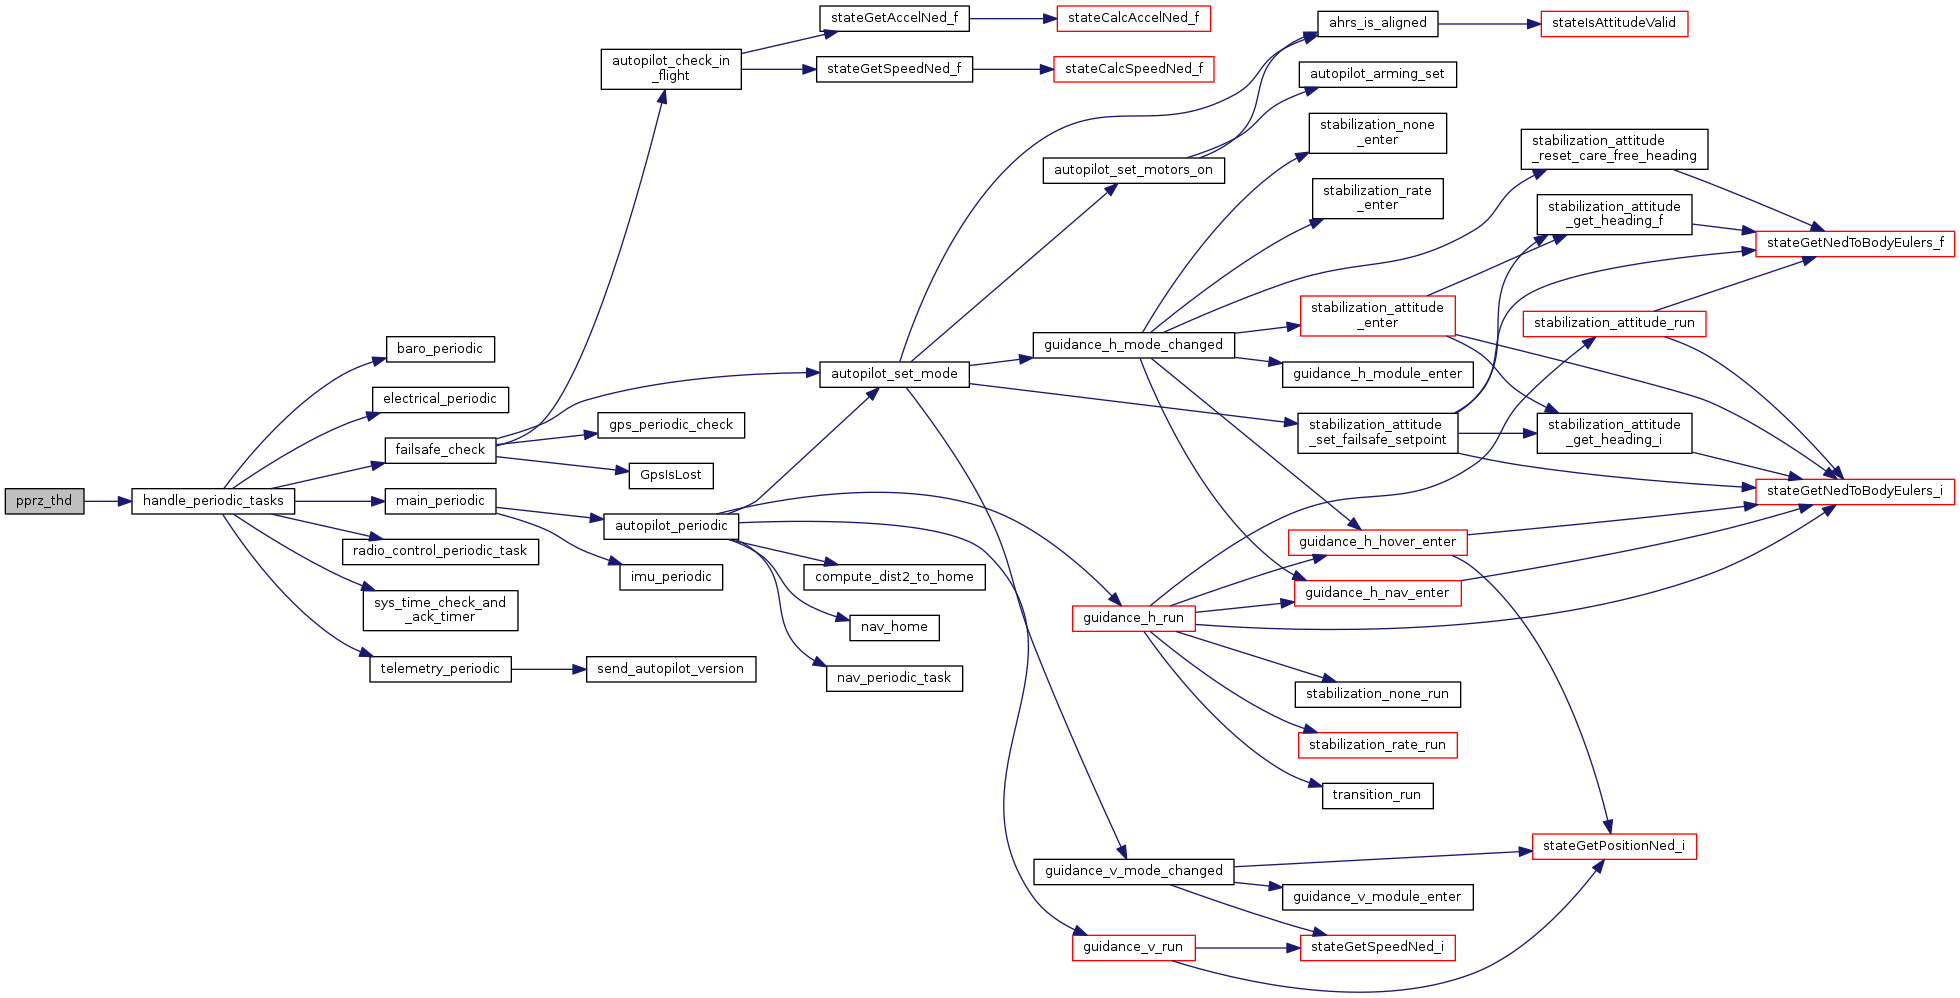 pprz_thd
handle_periodic_tasks
baro_periodic
electrical_periodic
failsafe_check
main_periodic
radio_control_periodic_task
sys_time_check_and
_ack_timer
telemetry_periodic
autopilot_check_in
_flight
gps_periodic_check
GpsIsLost
autopilot_periodic
imu_periodic
send_autopilot_version
stateGetAccelNed_f
stateGetSpeedNed_f
autopilot_set_mode
compute_dist2_to_home
nav_home
nav_periodic_task
stateCalcAccelNed_f
stateCalcSpeedNed_f
autopilot_set_motors_on
guidance_h_mode_changed
guidance_h_run
guidance_v_mode_changed
guidance_v_run
ahrs_is_aligned
autopilot_arming_set
stabilization_none
_enter
stabilization_rate
_enter
stabilization_attitude
_enter
guidance_h_module_enter
stabilization_attitude
_set_failsafe_setpoint
guidance_h_hover_enter
guidance_h_nav_enter
stabilization_none_run
stabilization_rate_run
transition_run
guidance_v_module_enter
stateGetSpeedNed_i
stateIsAttitudeValid
stabilization_attitude
_reset_care_free_heading
stabilization_attitude
_get_heading_f
stabilization_attitude_run
stabilization_attitude
_get_heading_i
stateGetPositionNed_i
stateGetNedToBodyEulers_f
stateGetNedToBodyEulers_i